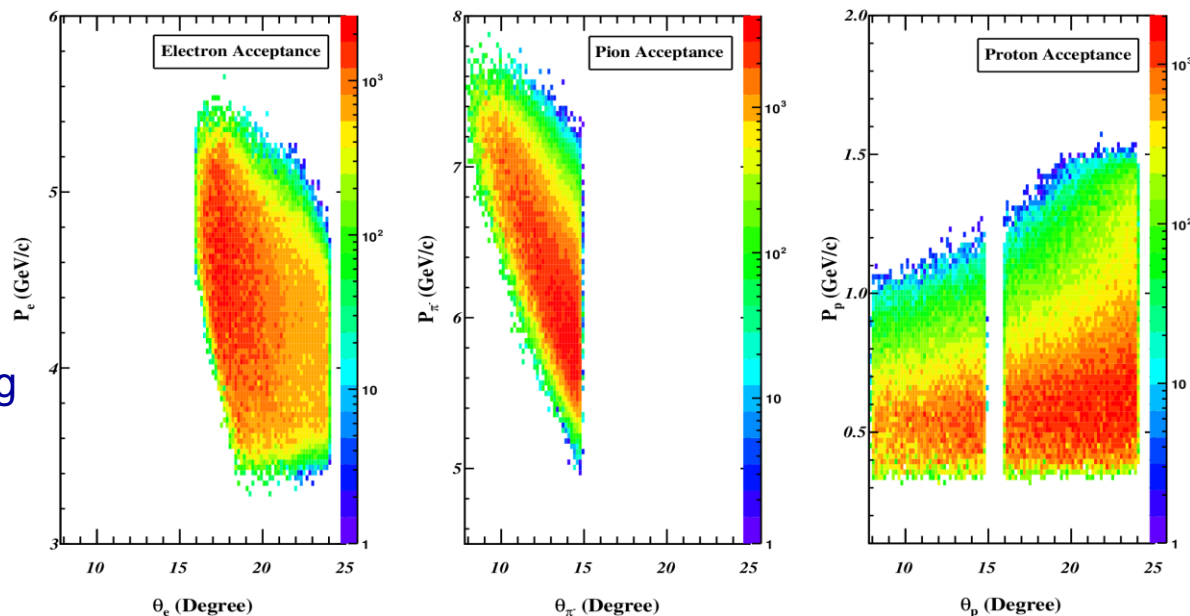 Electron Acceptance
6
5
4
3
P_e (GeV/c)
10 15 20 25
θ_e (Degree)
10³
10²
10
1
Pion Acceptance
8
7
6
5
P_π⁻ (GeV/c)
10 15 20 25
θ_π⁻ (Degree)
10³
10²
10
1
Proton Acceptance
2.0
1.5
1.0
0.5
P_p (GeV/c)
10 15 20 25
θ_p (Degree)
10³
10²
10
1
g